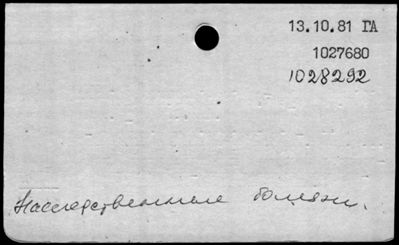 13.10.81 ГА
1027680
1028292
Наследственные болезни.